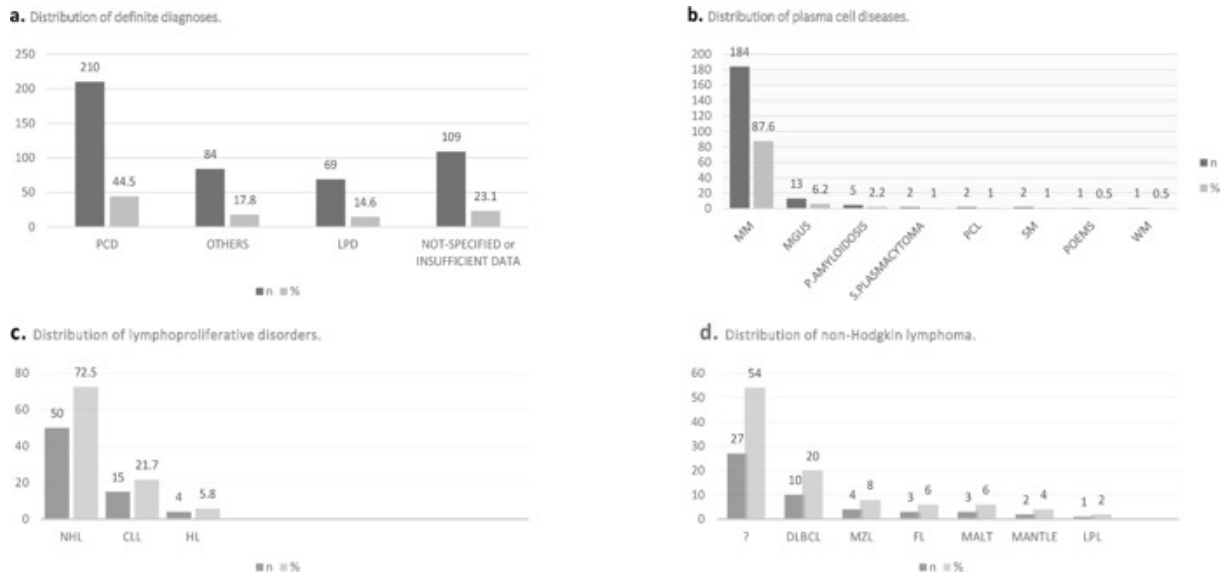 a. Distribution of definite diagnoses.
250
200
150
100
50
0
210
44.5
84
17.8
69
14.6
109
23.1
PCD
OTHERS
LPD
NOT-SPECIFIED or
INSUFFICIENT DATA
n %
b. Distribution of plasma cell diseases.
200
180
160
140
120
100
80
60
40
20
0
184
87.6
13 6.2
5 2.2
2 1
2 1
2 1
1 0.5
1 0.5
MM
MGUS
P.AMYLOIDOSIS
S.PLASMACYTOMA
PCL
SM
POEMS
WM
n
%
c. Distribution of lymphoproliferative disorders.
80
60
40
20
0
50
72.5
15
21.7
4
5.8
NHL
CLL
HL
n %
d. Distribution of non-Hodgkin lymphoma.
60
50
40
30
20
10
0
27
54
10
20
4 8
3 6
3 6
2 4
1 2
?
DLBCL
MZL
FL
MALT
MANTLE
LPL
n %